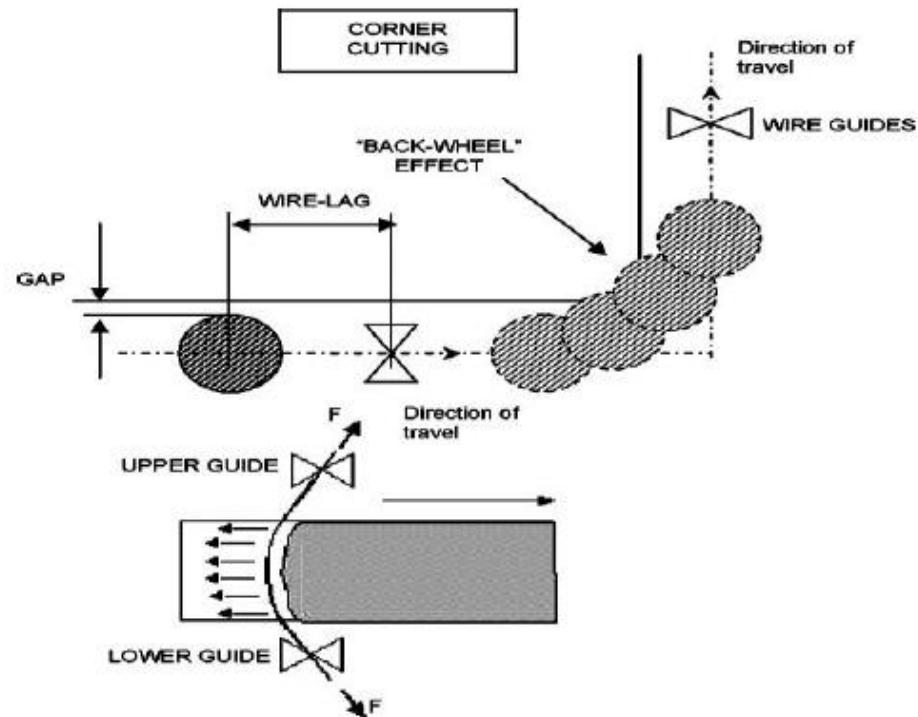 CORNER
CUTTING
Direction of
travel
WIRE GUIDES
"BACK-WHEEL"
EFFECT
WIRE-LAG
GAP
Direction of
travel
F
UPPER GUIDE
LOWER GUIDE
F